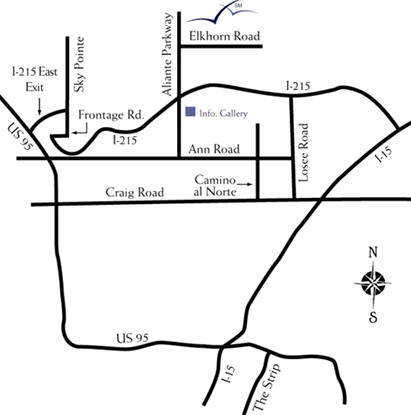 SM
Elkhorn Road
Aliante Parkway
Sky Pointe
I-215 East
Exit
I-215
Frontage Rd.
Info. Gallery
US 95
I-215
Ann Road
Losee Road
I-15
Camino
al Norte
Craig Road
N
S
US 95
I-15
The Strip